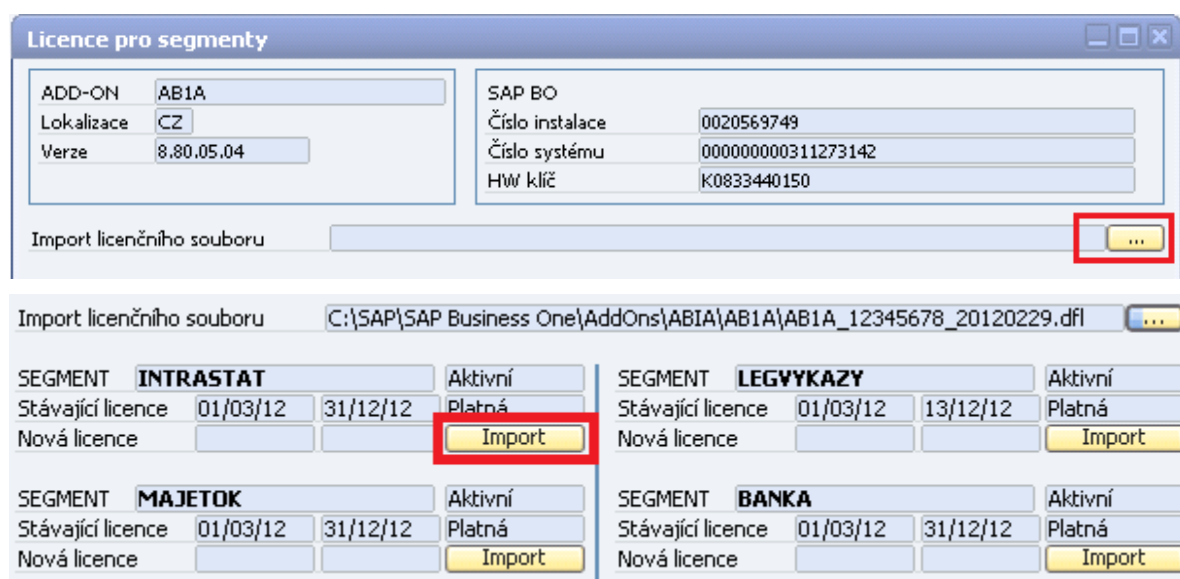 Licence pro segmenty
ADD-ON AB1A
Lokalizace CZ
Verze 8.80.05.04
SAP BO
Číslo instalace 0020569749
Číslo systému 000000000311273142
HW klíč K0833440150
Import licenčního souboru ...
Import licenčního souboru C:\SAP\SAP Business One\AddOns\ABIA\AB1A\AB1A_12345678_20120229.dfl ...
SEGMENT INTRASTAT Aktivní
Stávající licence 01/03/12 31/12/12 Platná
Nová licence Import
SEGMENT LEGVYKAZY Aktivní
Stávající licence 01/03/12 13/12/12 Platná
Nová licence Import
SEGMENT MAJETOK Aktivní
Stávající licence 01/03/12 31/12/12 Platná
Nová licence Import
SEGMENT BANKA Aktivní
Stávající licence 01/03/12 31/12/12 Platná
Nová licence Import